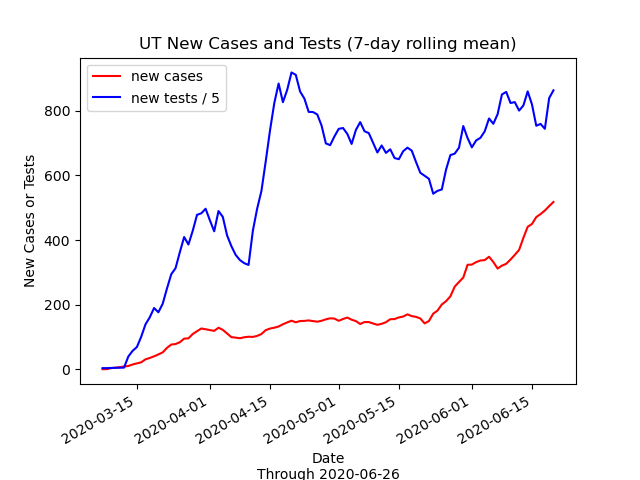 UT New Cases and Tests (7-day rolling mean)
new cases
new tests / 5
New Cases or Tests
800
600
400
200
0
2020-03-15
2020-04-01
2020-04-15
2020-05-01
2020-05-15
2020-06-01
2020-06-15
Date
Through 2020-06-26